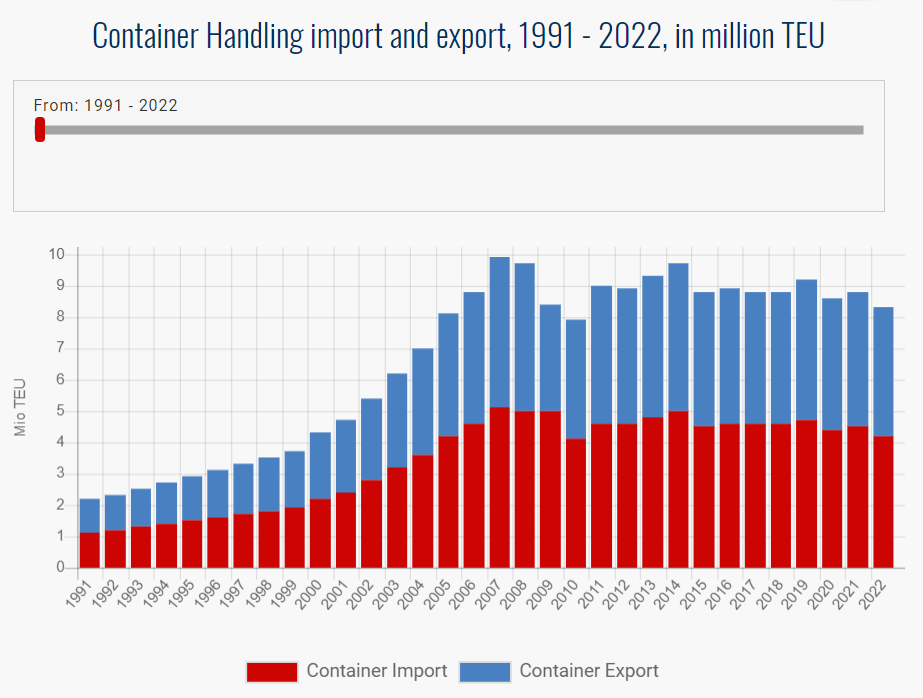 Container Handling import and export, 1991 - 2022, in million TEU
From: 1991 - 2022
10
9
8
7
6
5
4
3
2
1
0
Mio TEU
1991 1992 1993 1994 1995 1996 1997 1998 1999 2000 2001 2002 2003 2004 2005 2006 2007 2008 2009 2010 2011 2012 2013 2014 2015 2016 2017 2018 2019 2020 2021 2022
Container Import Container Export